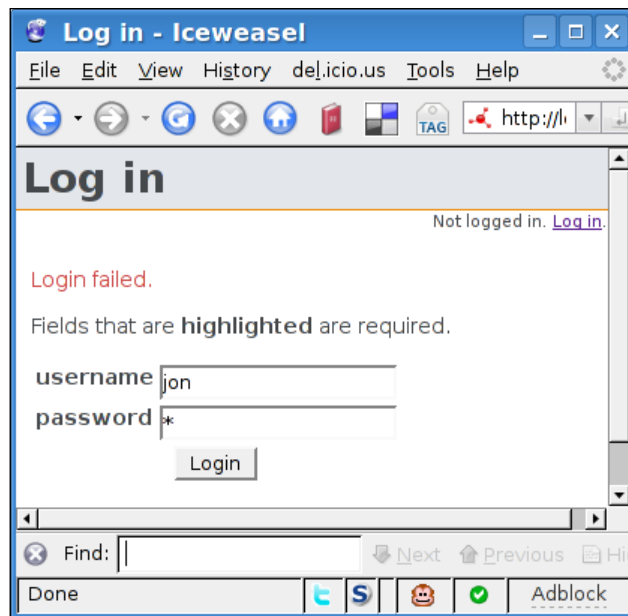 Log in - Iceweasel
File Edit View History del.icio.us Tools Help
TAG http://l
Log in
Not logged in. Log in.
Login failed.
Fields that are highlighted are required.
username jon
password *
Login
Find: Next Previous Hi
Done t S Adblock